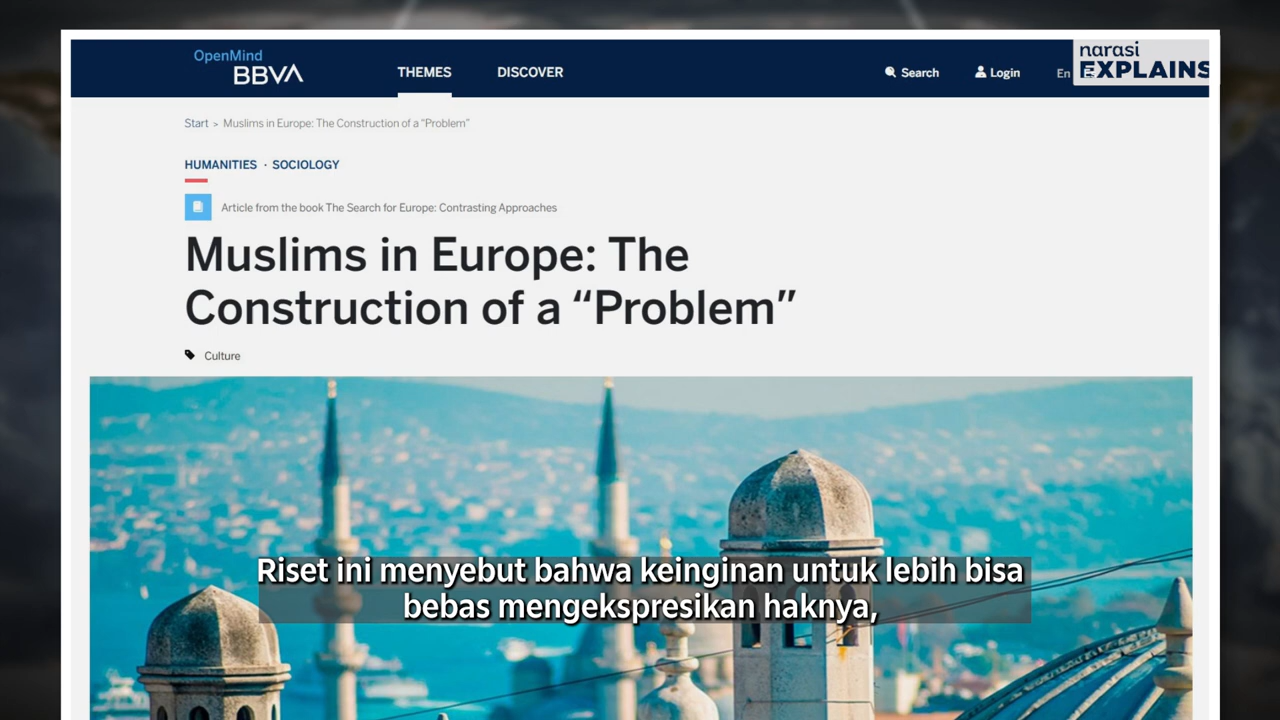 OpenMind
BBVA
THEMES
DISCOVER
Search
Login
En
narasi
EXPLAINS
Start > Muslims in Europe: The Construction of a “Problem”
HUMANITIES · SOCIOLOGY
Article from the book The Search for Europe: Contrasting Approaches
Muslims in Europe: The
Construction of a “Problem”
Culture
Riset ini menyebut bahwa keinginan untuk lebih bisa
bebas mengekspresikan haknya,